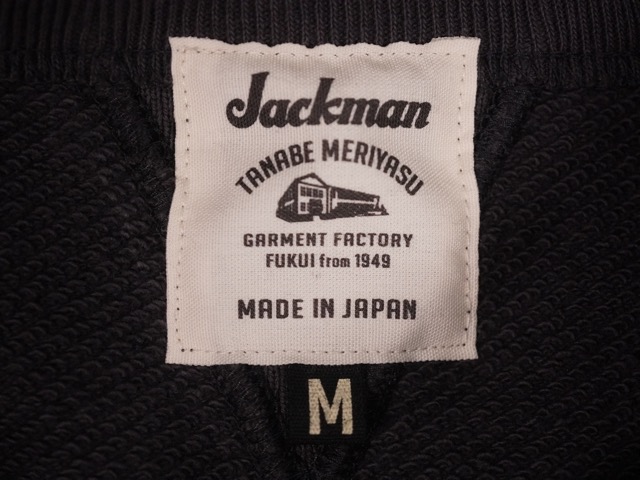 Jackman
TANABE MERIYASU
GARMENT FACTORY
FUKUI from 1949
MADE IN JAPAN
M